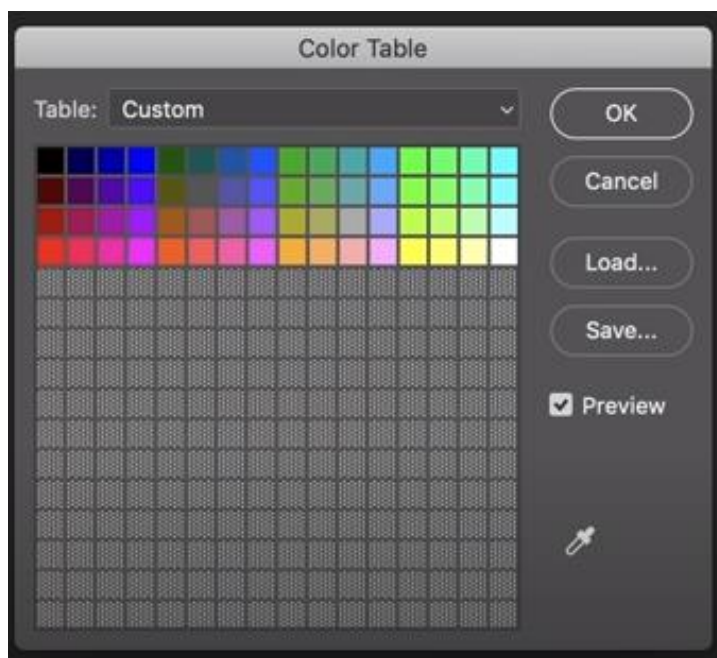 Color Table
Table: Custom
OK
Cancel
Load...
Save...
Preview